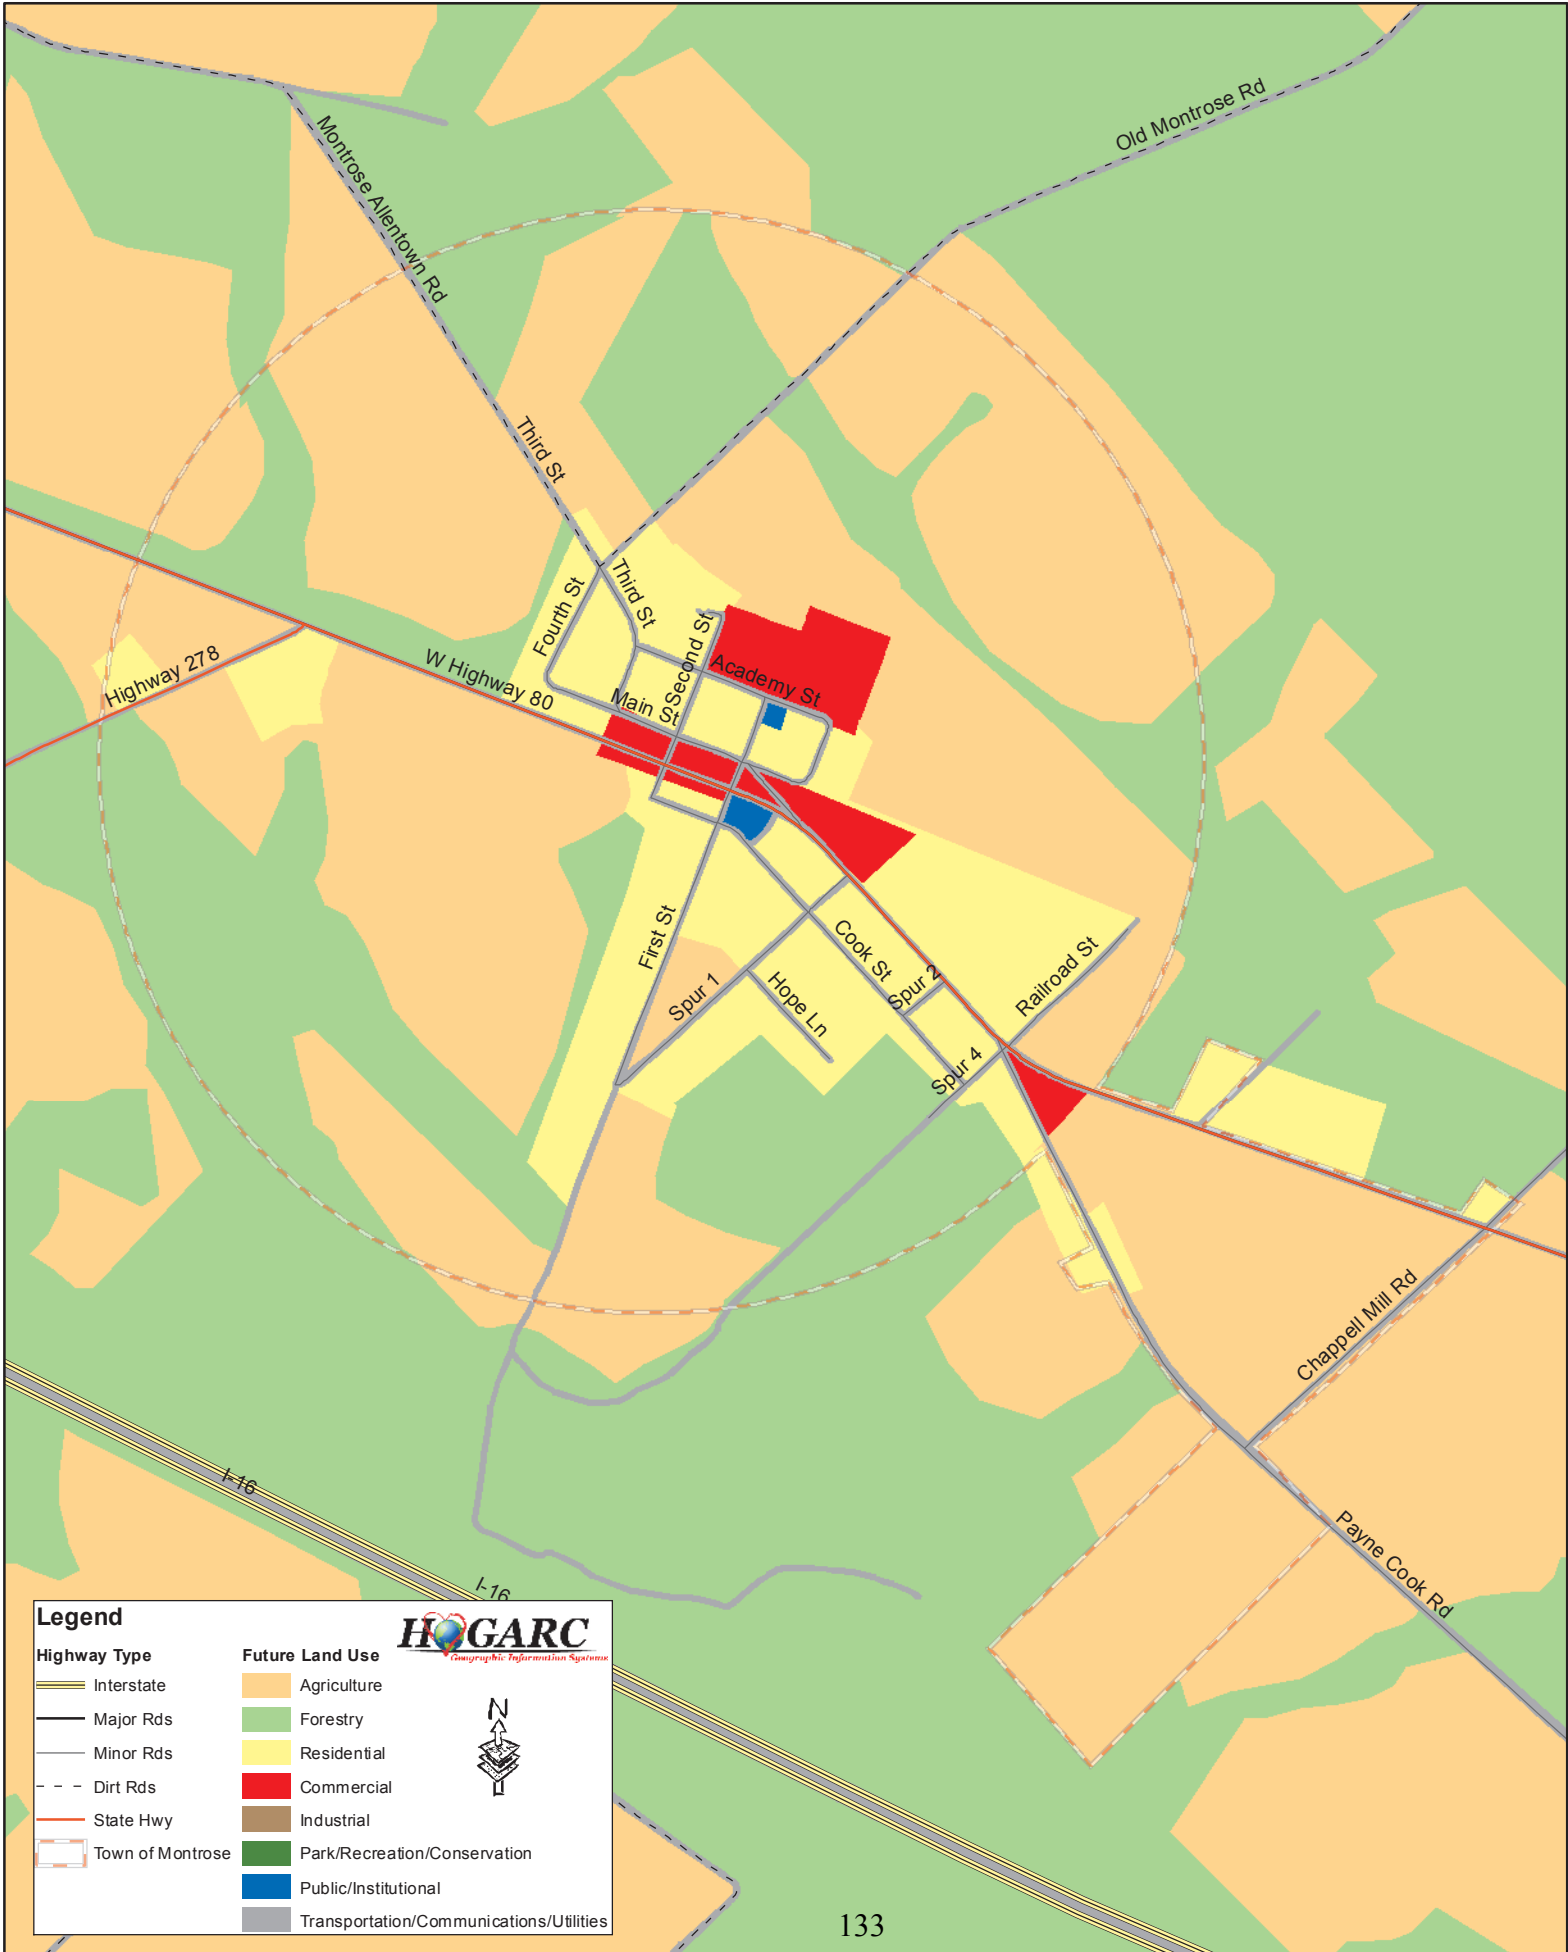 Old Montrose Rd
Montrose Allentown Rd
Third St
Third St
Fourth St
Second St
Academy St
Highway 278
W Highway 80
Main St
First St
Cook St
Spur 2
Railroad St
Spur 1
Hope Ln
Spur 4
Chappell Mill Rd
I-16
Payne Cook Rd
I-16
Legend
HOGARC
Geographic Information Systems
Highway Type
Interstate
Major Rds
Minor Rds
Dirt Rds
State Hwy
Town of Montrose
Future Land Use
Agriculture
Forestry
Residential
Commercial
Industrial
Park/Recreation/Conservation
Public/Institutional
Transportation/Communications/Utilities
N
133